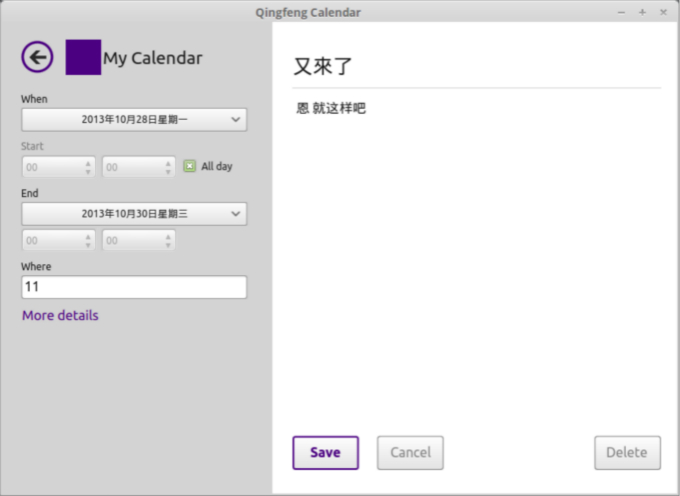 Qingfeng Calendar
My Calendar
When
2013年10月28日星期一
Start
00 00 All day
End
2013年10月30日星期三
00 00
Where
11
More details
又來了
恩 就这样吧
Save Cancel Delete